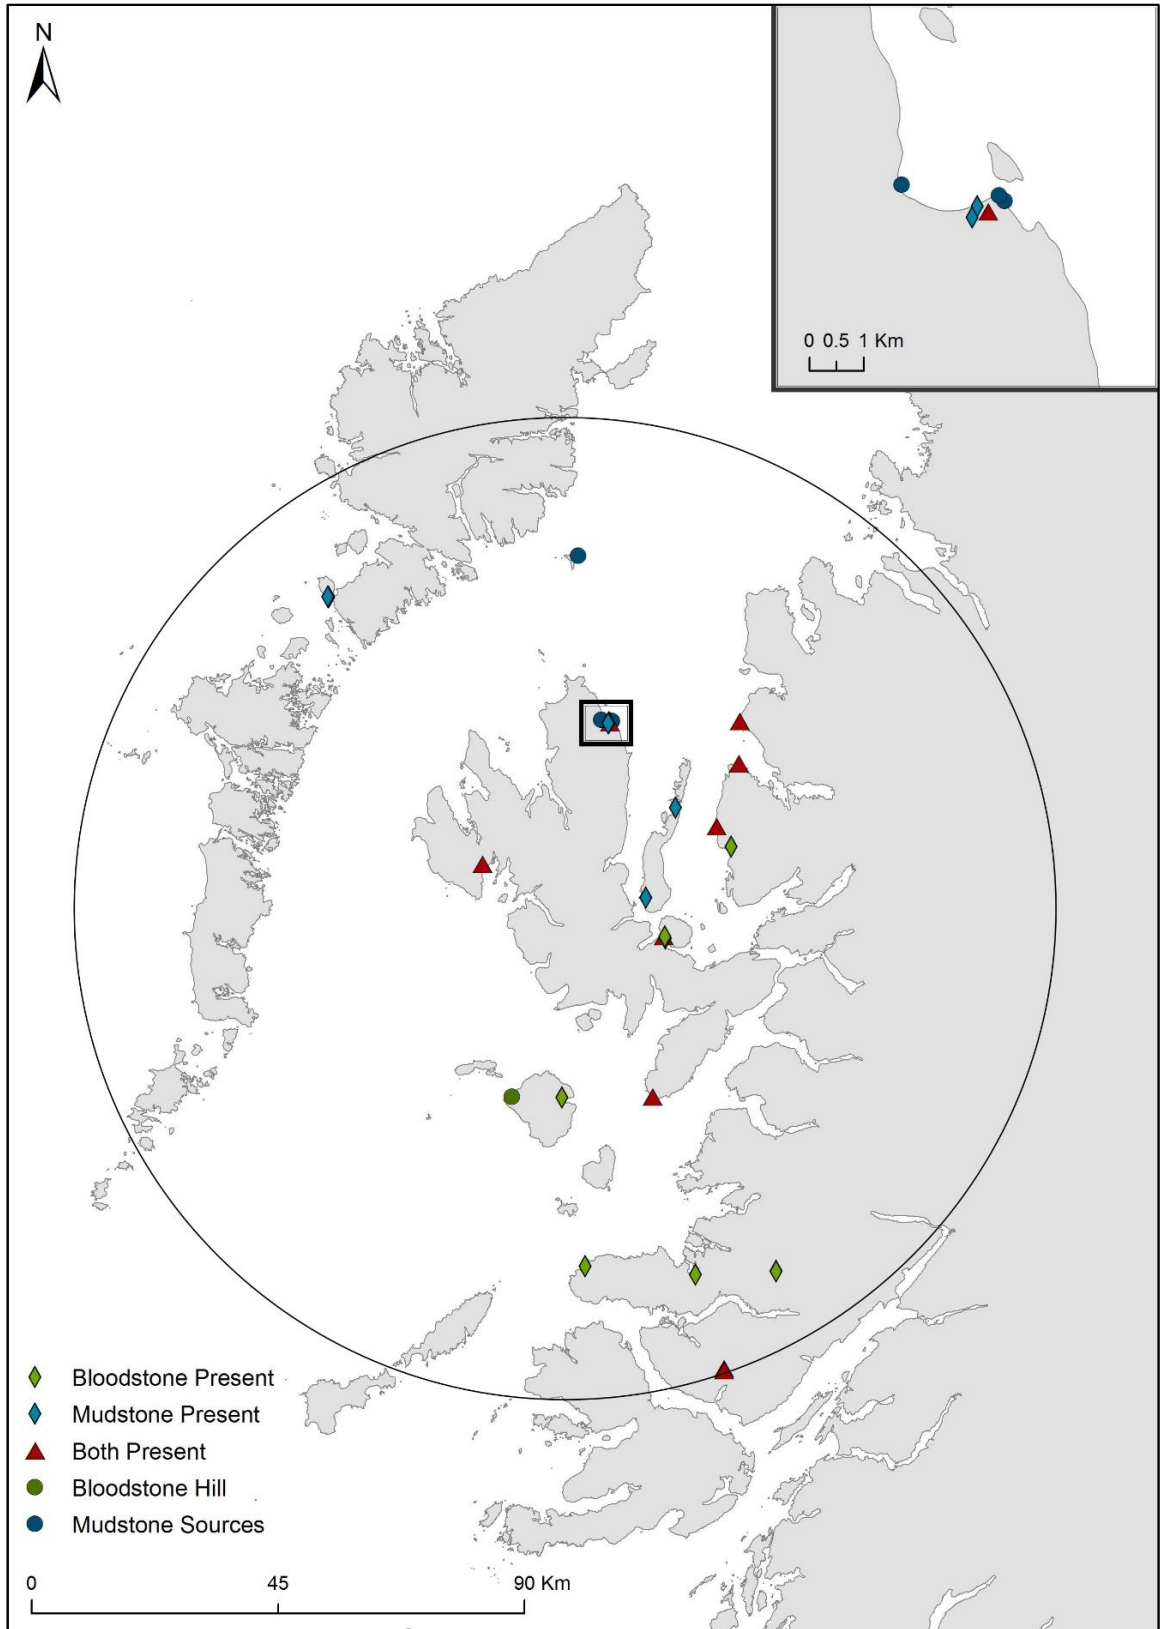 N
0 0.5 1 Km
Bloodstone Present
Mudstone Present
Both Present
Bloodstone Hill
Mudstone Sources
0 45 90 Km